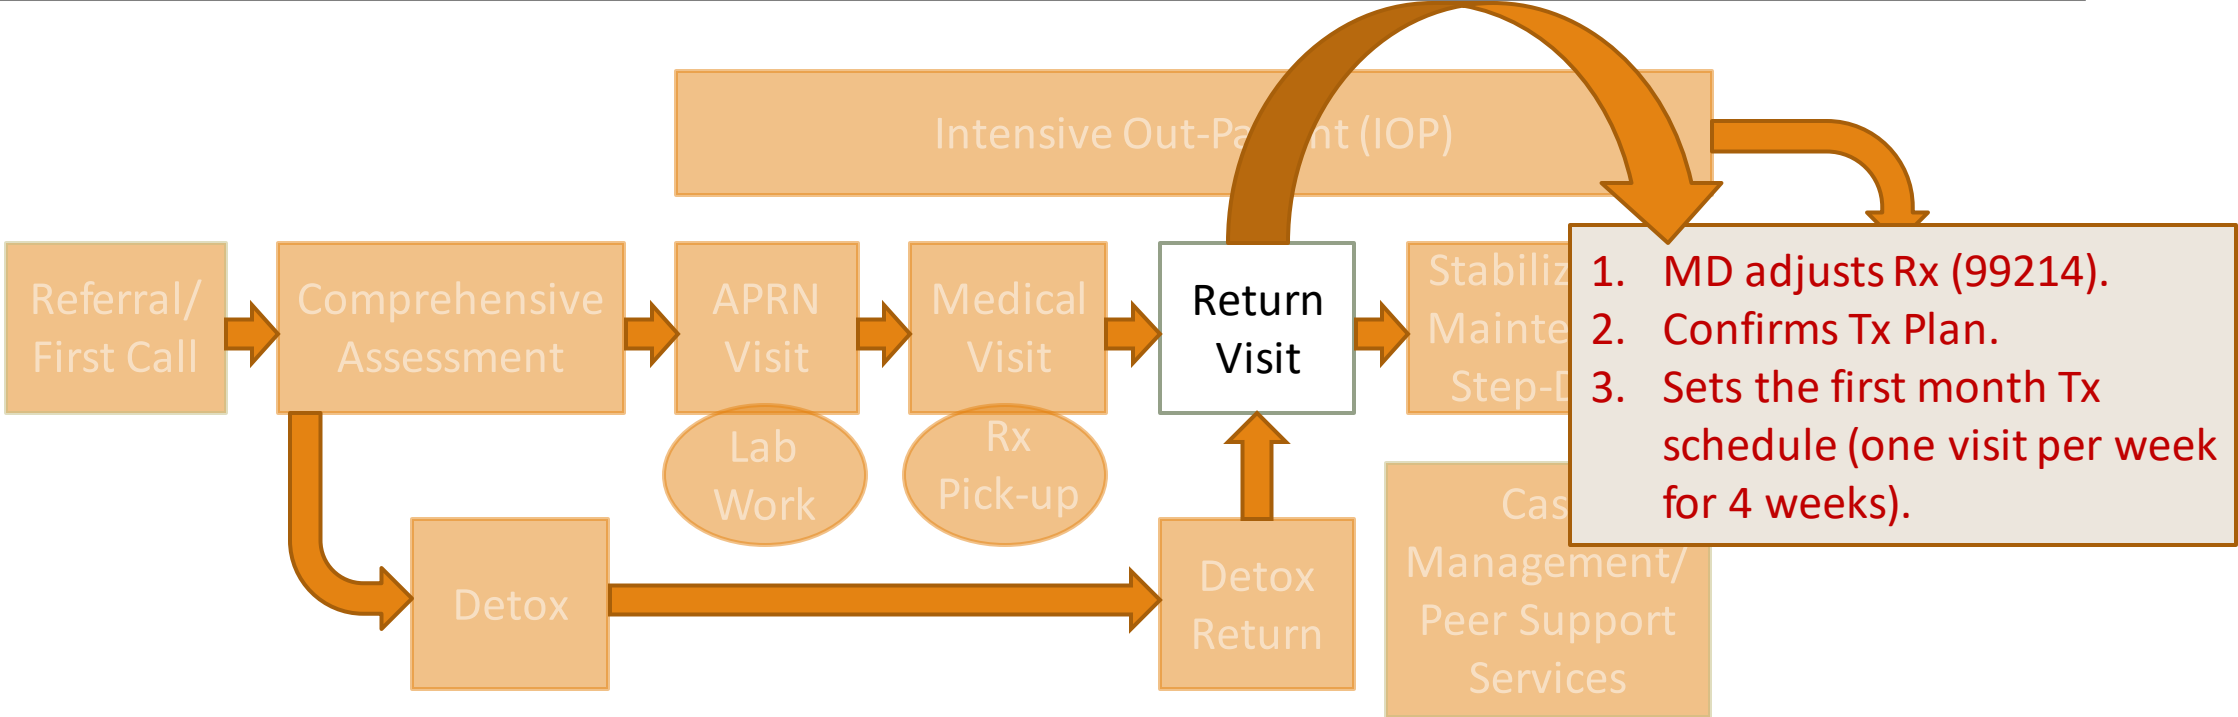 Intensive Out-Pa nt (IOP)
Referral/
First Call
Comprehensive
Assessment
APRN
Visit
Medical
Visit
Return
Visit
Stabiliz
Mainte
Step-D
1. MD adjusts Rx (99214).
2. Confirms Tx Plan.
3. Sets the first month Tx
schedule (one visit per week
for 4 weeks).
Lab
Work
Rx
Pick-up
Detox
Detox
Return
Cas
Management/
Peer Support
Services